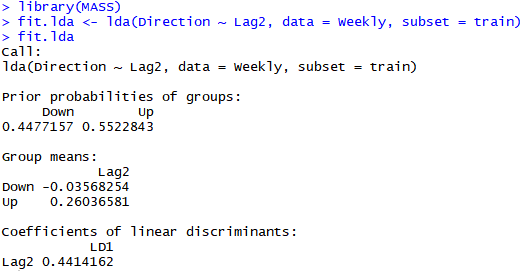 > library(MASS)
> fit.lda <- lda(Direction ~ Lag2, data = Weekly, subset = train)
> fit.lda
Call:
lda(Direction ~ Lag2, data = Weekly, subset = train)
Prior probabilities of groups:
Down Up
0.4477157 0.5522843
Group means:
Lag2
Down -0.03568254
Up 0.26036581
Coefficients of linear discriminants:
LD1
Lag2 0.4414162